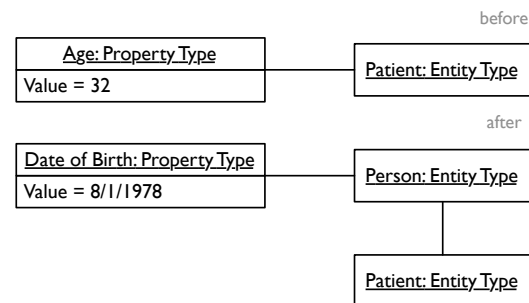 before
Age: Property Type
Value = 32
Patient: Entity Type
after
Date of Birth: Property Type
Value = 8/1/1978
Person: Entity Type
Patient: Entity Type